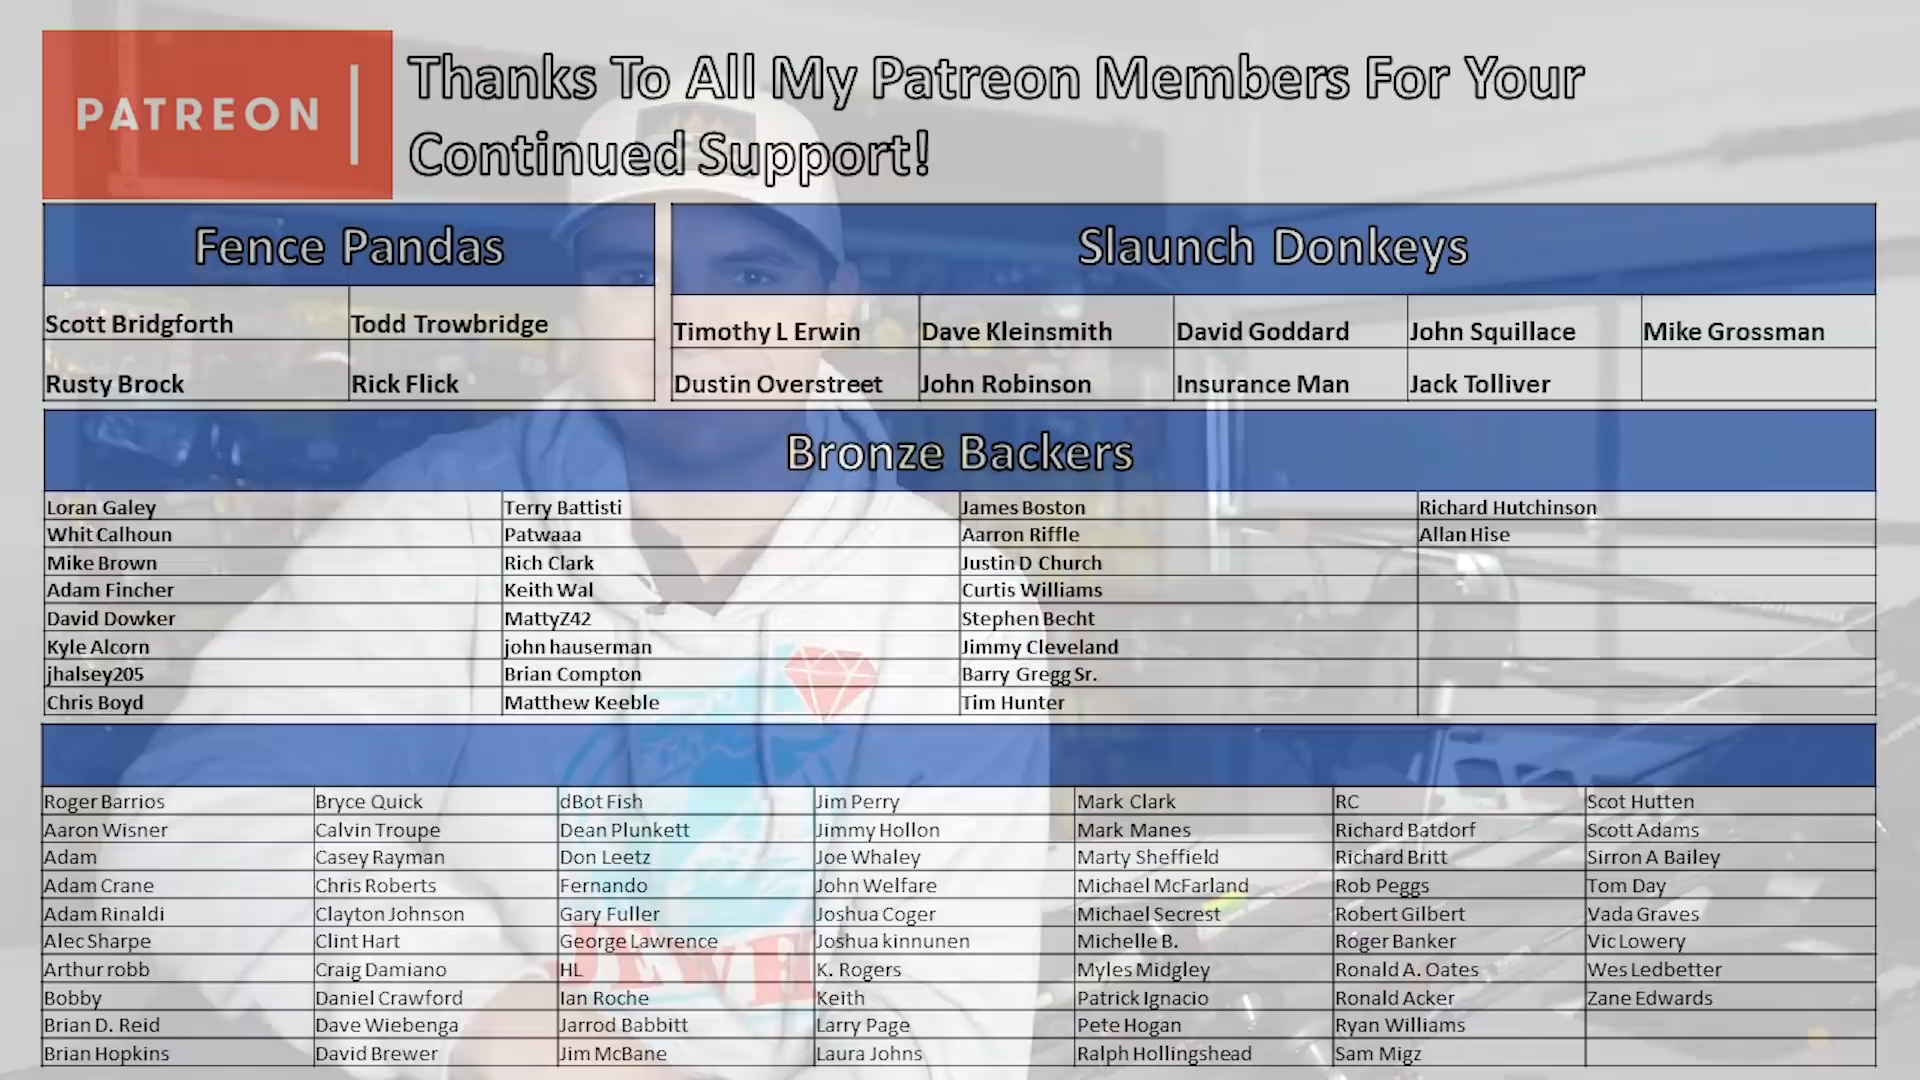 PATREON
Thanks To All My Patreon Members For Your
Continued Support!
Fence Pandas
Scott Bridgforth Todd Trowbridge
Rusty Brock Rick Flick
Slaunch Donkeys
Timothy L Erwin Dave Kleinsmith David Goddard John Squillace Mike Grossman
Dustin Overstreet John Robinson Insurance Man Jack Tolliver
Bronze Backers
Loran Galey Terry Battisti James Boston Richard Hutchinson
Whit Calhoun Patwaaa Aarron Riffle Allan Hise
Mike Brown Rich Clark Justin D Church
Adam Fincher Keith Wal Curtis Williams
David Dowker MattyZ42 Stephen Becht
Kyle Alcorn john hauserman Jimmy Cleveland
jhalsey205 Brian Compton Barry Gregg Sr.
Chris Boyd Matthew Keeble Tim Hunter
Roger Barrios Bryce Quick dBot Fish Jim Perry Mark Clark RC Scot Hutten
Aaron Wisner Calvin Troupe Dean Plunkett Jimmy Hollon Mark Manes Richard Batdorf Scott Adams
Adam Casey Rayman Don Leetz Joe Whaley Marty Sheffield Richard Britt Sirron A Bailey
Adam Crane Chris Roberts Fernando John Welfare Michael McFarland Rob Peggs Tom Day
Adam Rinaldi Clayton Johnson Gary Fuller Joshua Coger Michael Secrest Robert Gilbert Vada Graves
Alec Sharpe Clint Hart George Lawrence Joshua kinnunen Michelle B. Roger Banker Vic Lowery
Arthur robb Craig Damiano HL K. Rogers Myles Midgley Ronald A. Oates Wes Ledbetter
Bobby Daniel Crawford Ian Roche Keith Patrick Ignacio Ronald Acker Zane Edwards
Brian D. Reid Dave Wiebenga Jarrod Babbitt Larry Page Pete Hogan Ryan Williams
Brian Hopkins David Brewer Jim McBane Laura Johns Ralph Hollingshead Sam Migz